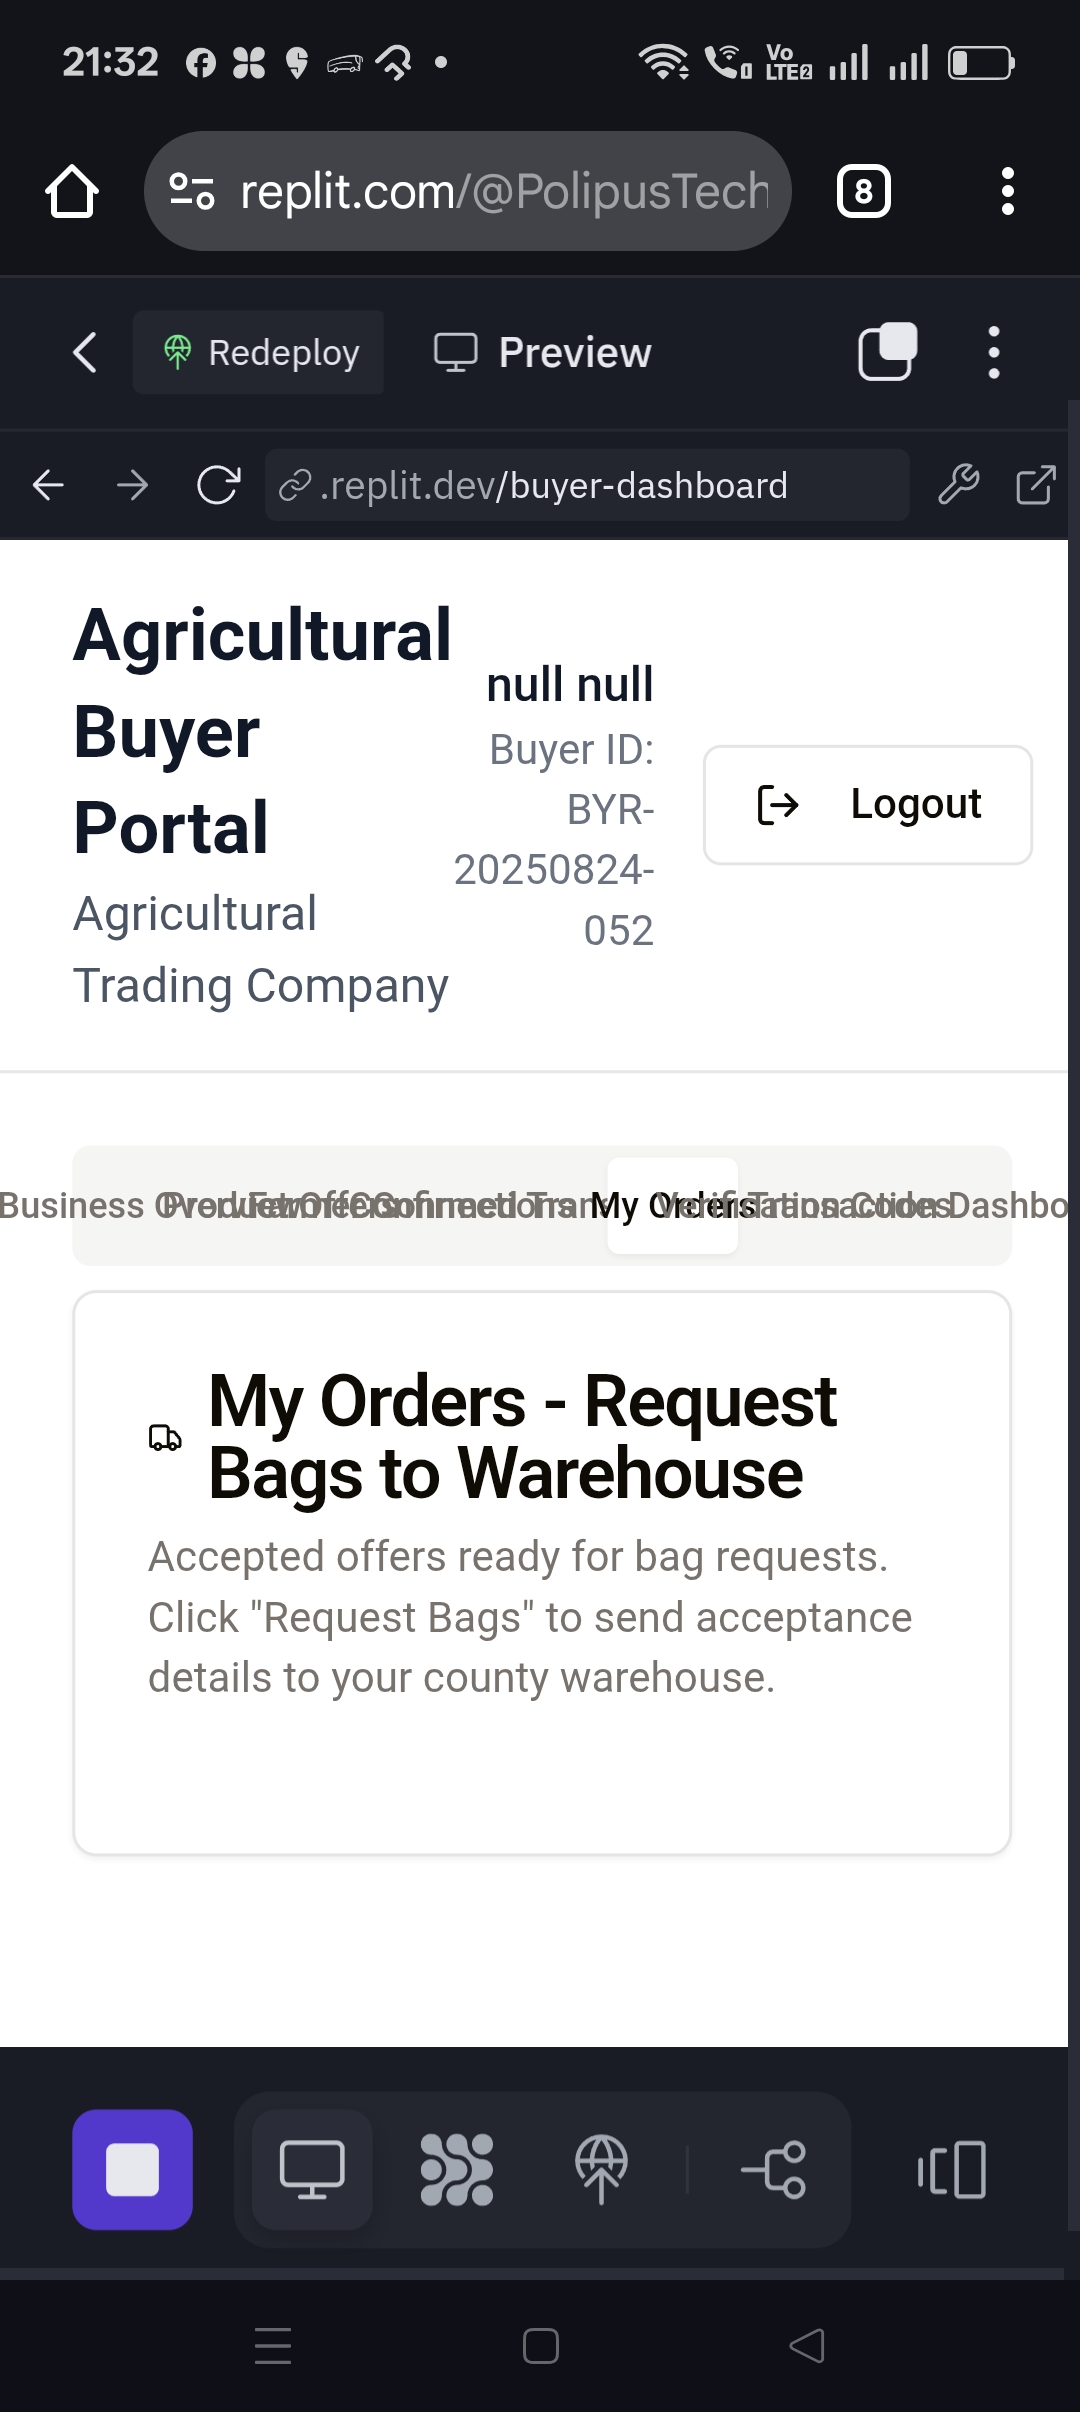 21:32
Vo
LTE2
replit.com/@PolipusTech
8
Redeploy
Preview
.replit.dev/buyer-dashboard
Agricultural
Buyer
Portal
Agricultural
Trading Company
null null
Buyer ID:
BYR-
20250824-
052
Logout
Business My Orders Transaction Codes Dashbo
My Orders - Request
Bags to Warehouse
Accepted offers ready for bag requests.
Click "Request Bags" to send acceptance
details to your county warehouse.